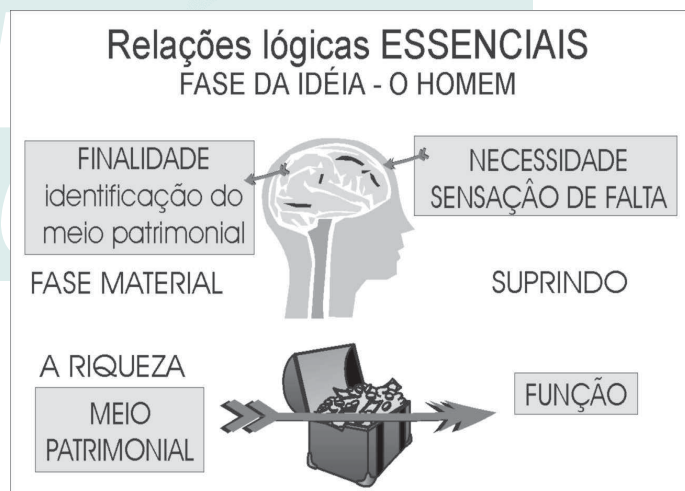 Relações lógicas ESSENCIAIS
FASE DA IDÉIA - O HOMEM
FINALIDADE
identificação do
meio patrimonial
NECESSIDADE
SENSAÇÂO DE FALTA
FASE MATERIAL
SUPRINDO
A RIQUEZA
MEIO
PATRIMONIAL
FUNÇÃO